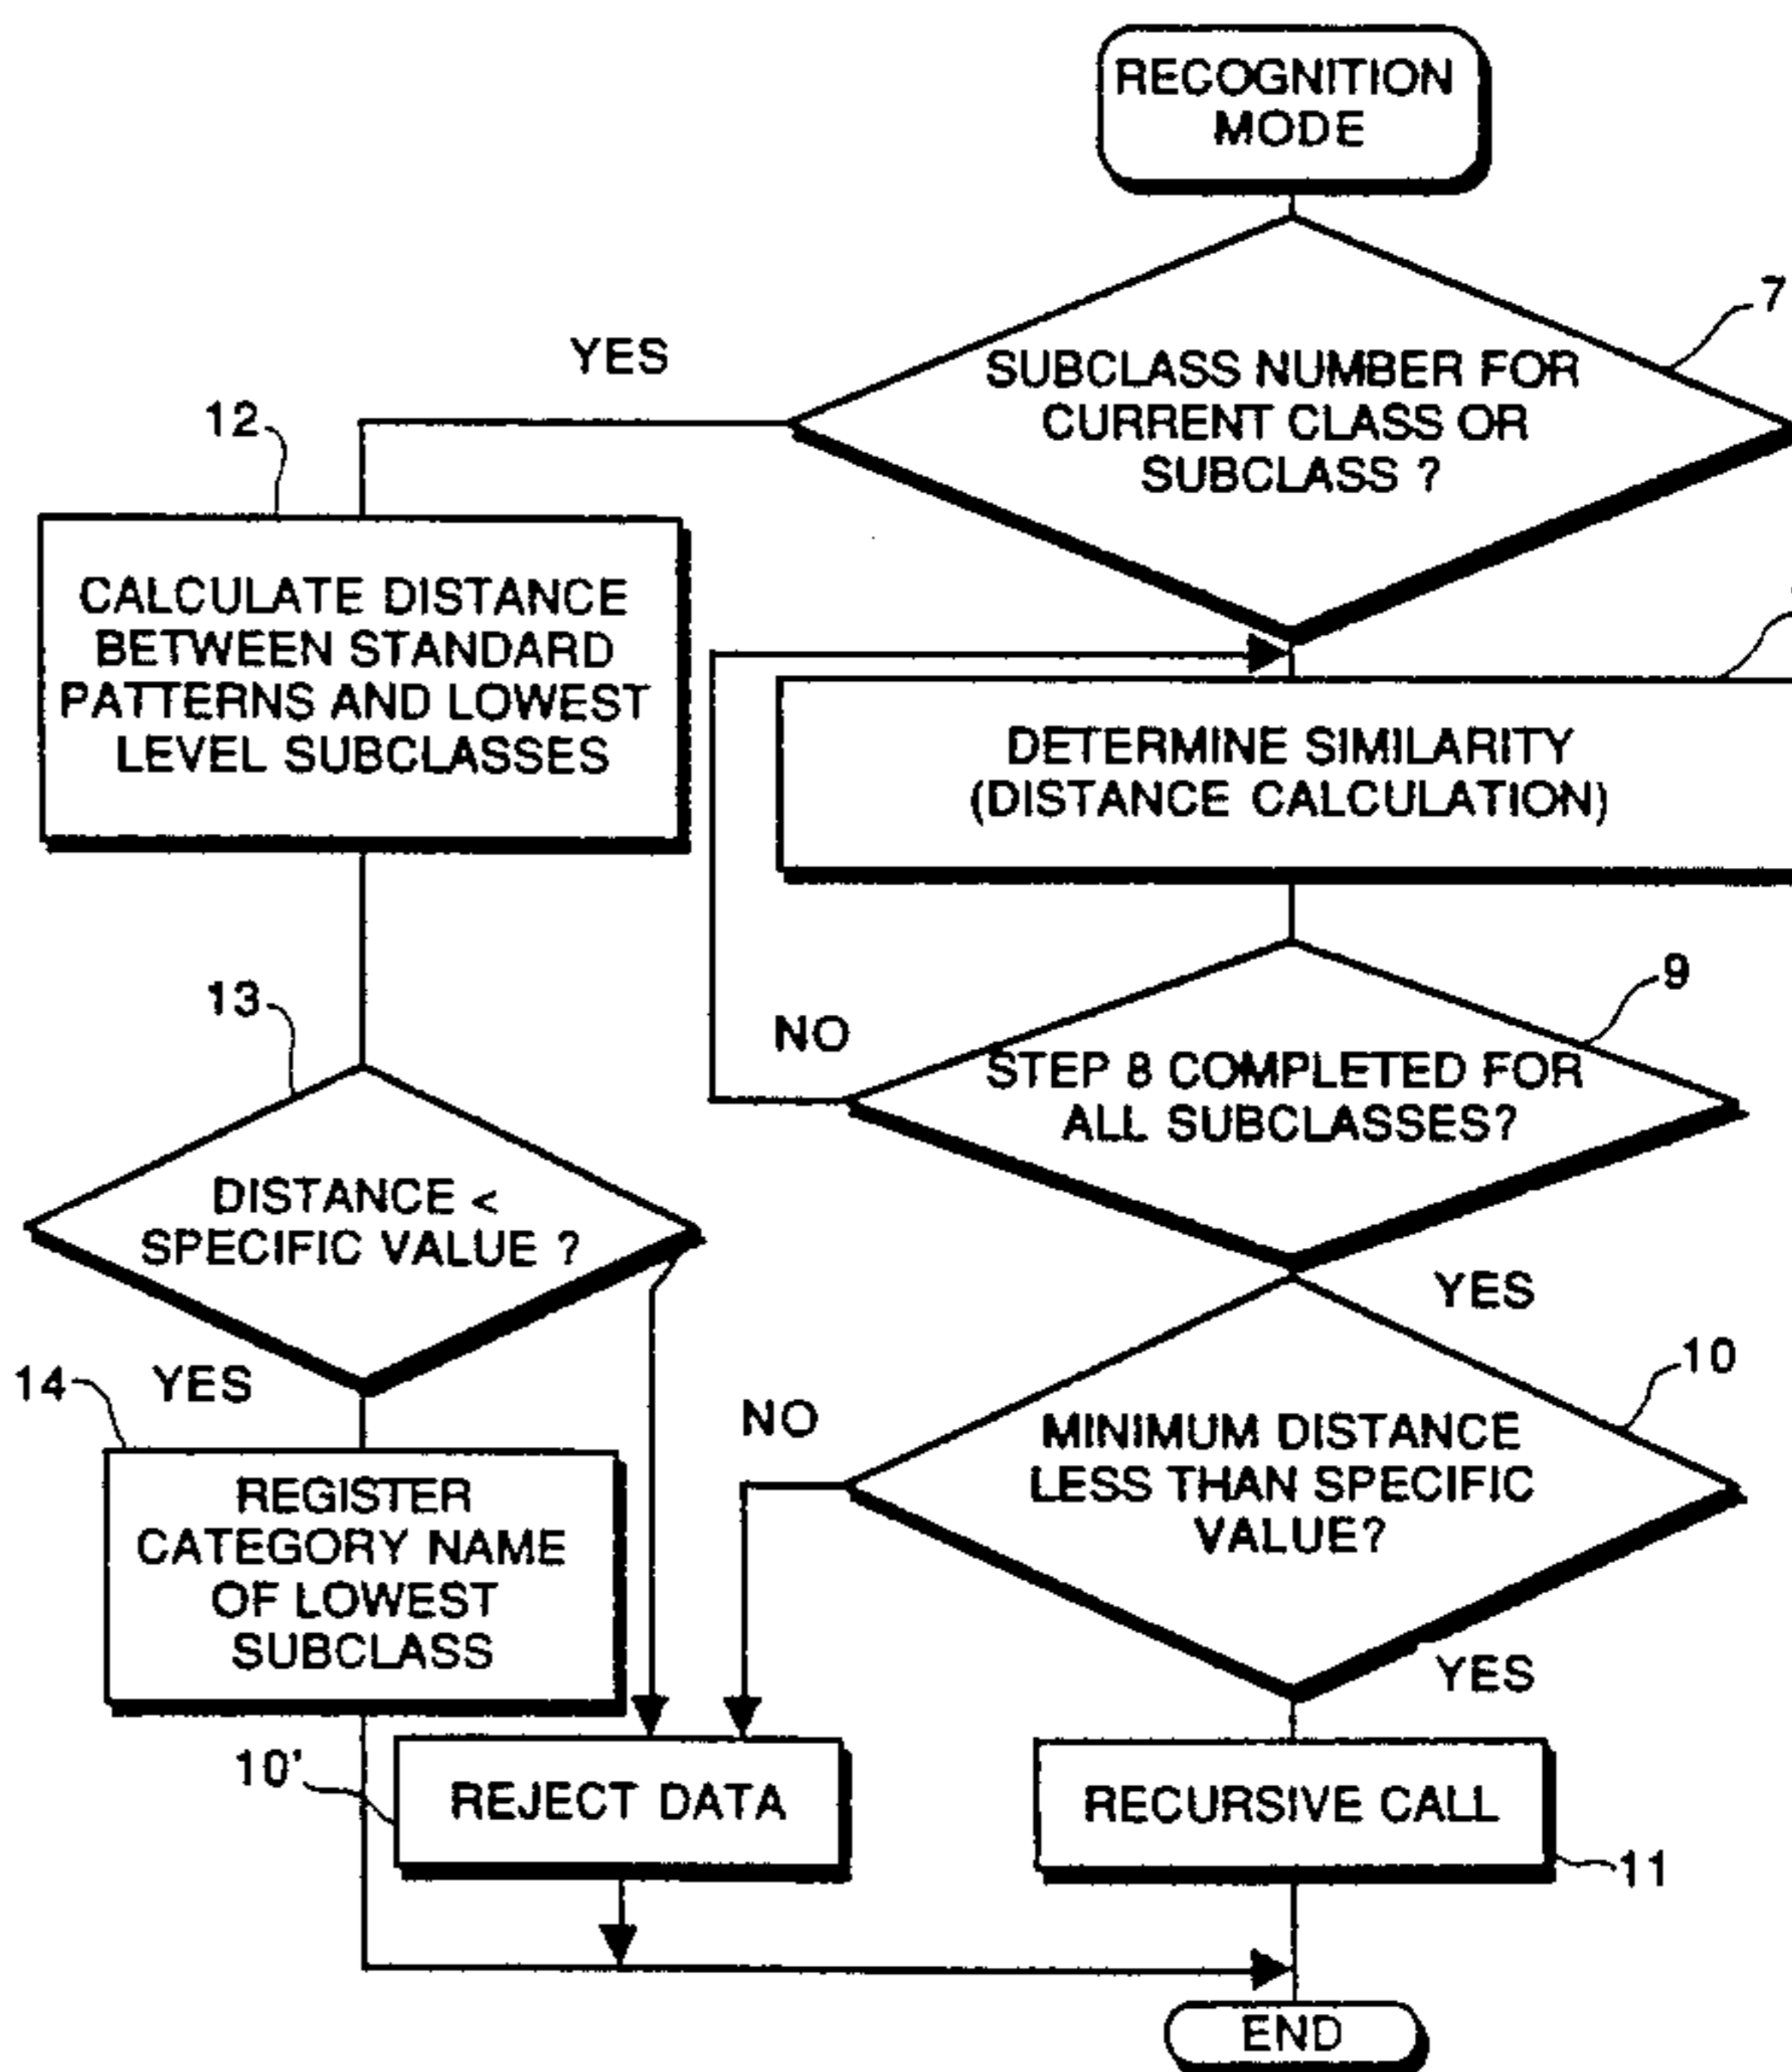 RECOGNITION
MODE
7
SUBCLASS NUMBER FOR
CURRENT CLASS OR
SUBCLASS ?
YES
12
CALCULATE DISTANCE
BETWEEN STANDARD
PATTERNS AND LOWEST
LEVEL SUBCLASSES
DETERMINE SIMILARITY
(DISTANCE CALCULATION)
9
NO
STEP 8 COMPLETED FOR
ALL SUBCLASSES?
YES
13
DISTANCE <
SPECIFIC VALUE ?
YES
14
REGISTER
CATEGORY NAME
OF LOWEST
SUBCLASS
10
NO
MINIMUM DISTANCE
LESS THAN SPECIFIC
VALUE?
YES
10'
REJECT DATA
RECURSIVE CALL
11
END